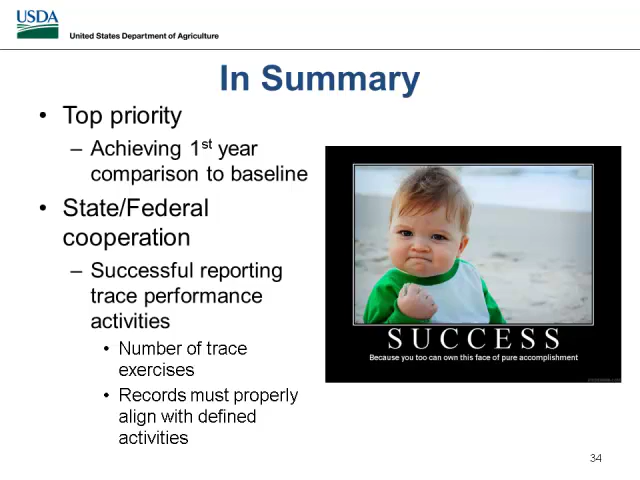 USDA
United States Department of Agriculture
In Summary
• Top priority
– Achieving 1st year
comparison to baseline
• State/Federal
cooperation
– Successful reporting
trace performance
activities
• Number of trace
exercises
• Records must properly
align with defined
activities
SUCCESS
Because you too can own this face of pure accomplishment
34